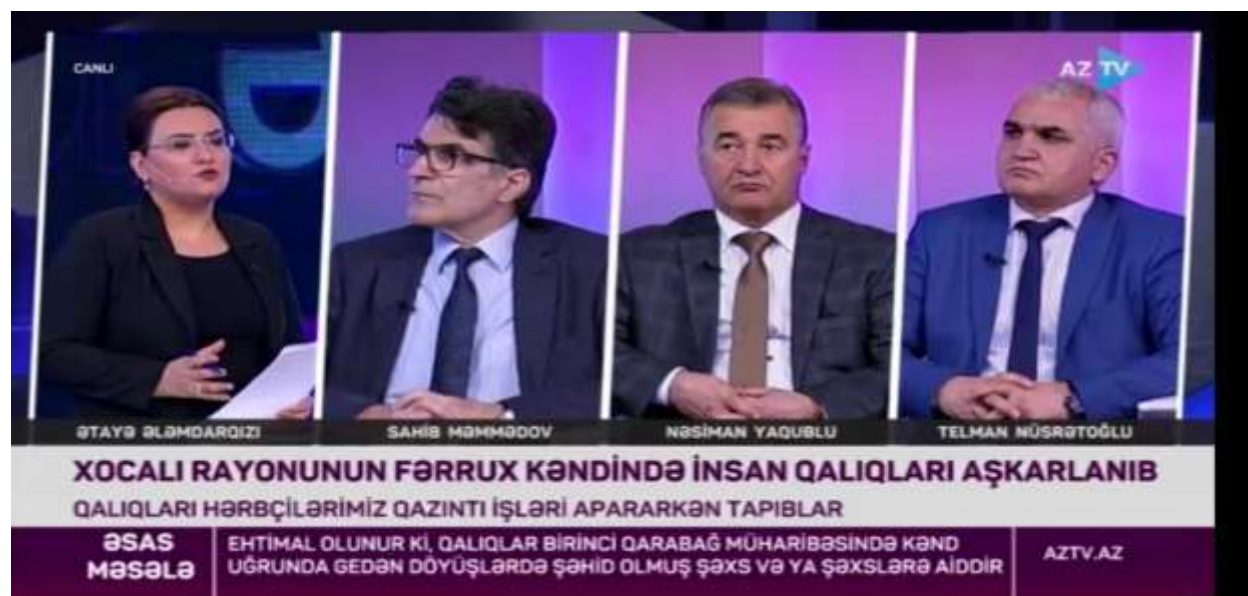 CANLI
AZ TV
ƏTAYƏ ƏLƏMDARQIZI
SAHİB MƏMMƏDOV
NƏSİMAN YAQUBLU
TELMAN NÜSRƏTOĞLU
XOCALI RAYONUNUN FƏRRUX KƏNDİNDƏ İNSAN QALIQLARI AŞKARLANIB
QALIQLARI HƏRBÇİLƏRİMİZ QAZINTI İŞLƏRİ APARARKƏN TAPIBLAR
ƏSAS
MƏSƏLƏ
EHTİMAL OLUNUR Kİ, QALIQLAR BİRİNCİ QARABAĞ MÜHARİBƏSİNDƏ KƏND
UĞRUNDA GEDƏN DÖYÜŞLƏRDƏ ŞƏHİD OLMUŞ ŞƏXS VƏ YA ŞƏXSLƏRƏ AİDDİR
AZTV.AZ